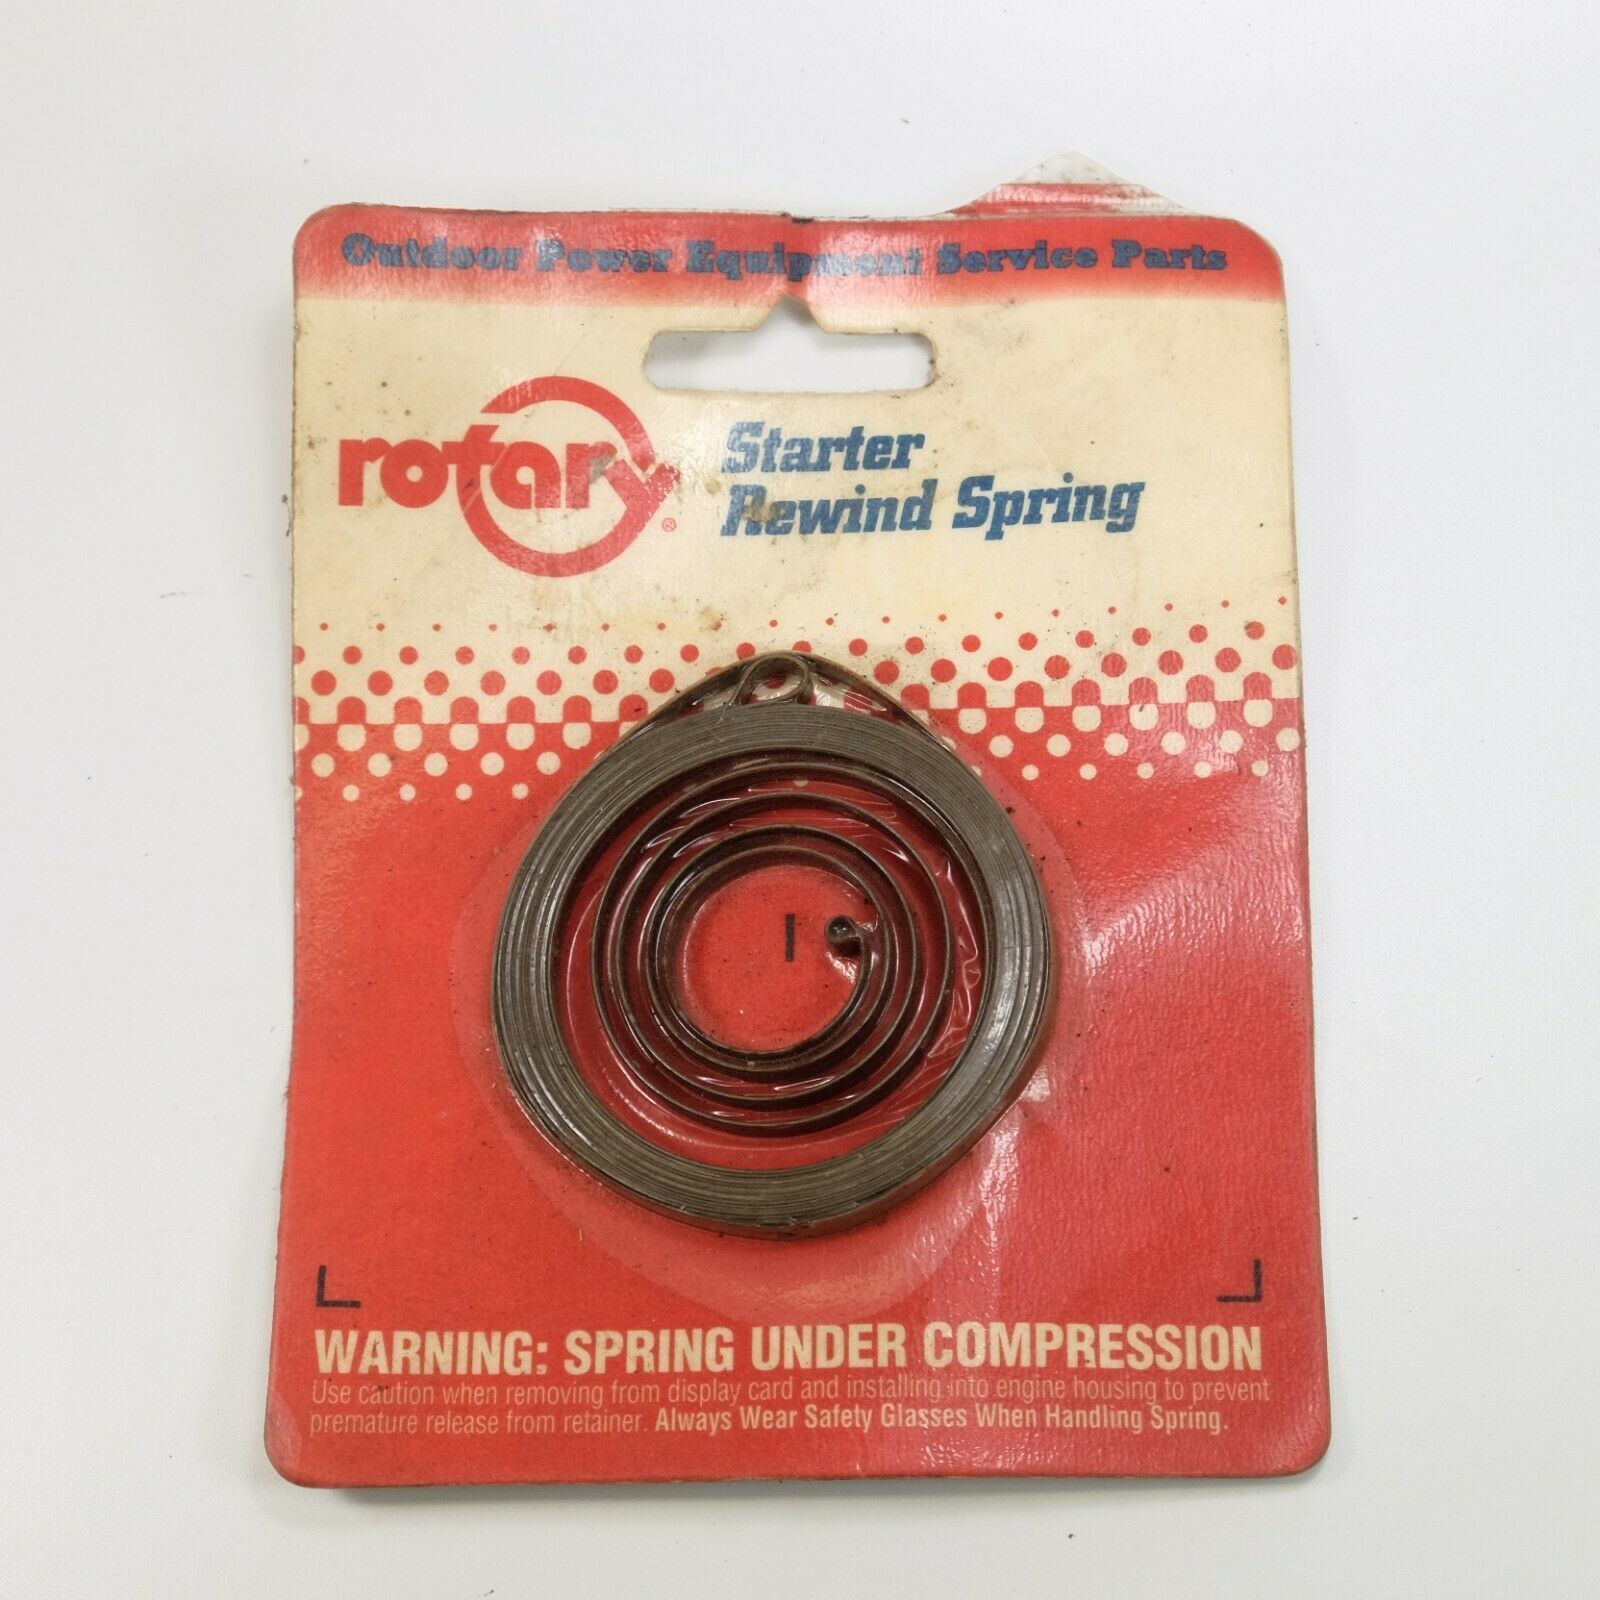 Outdoor Power Equipment Service Parts
rotary®
Starter
Rewind Spring
WARNING: SPRING UNDER COMPRESSION
Use caution when removing from display card and installing into engine housing to prevent
premature release from retainer. Always Wear Safety Glasses When Handling Spring.